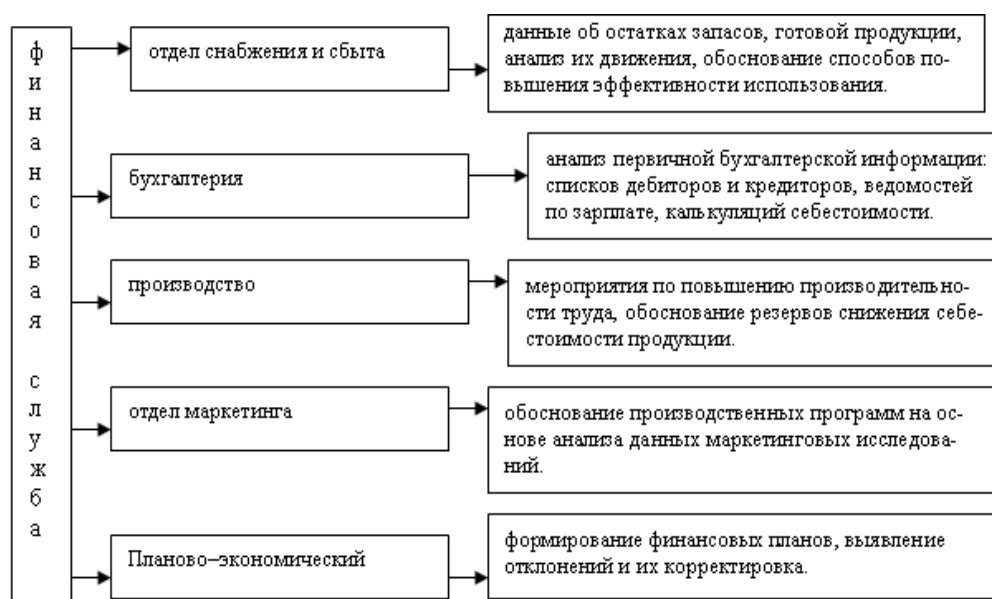 финансовая служба
отдел снабжения и сбыта
данные об остатках запасов, готовой продукции,
анализ их движения, обоснование способов по-
вышения эффективности использования.
бухгалтерия
анализ первичной бухгалтерской информации:
списков дебиторов и кредиторов, ведомостей
по зарплате, калькуляций себестоимости.
производство
мероприятия по повышению производительно-
сти труда, обоснование резервов снижения себе-
стоимости продукции.
отдел маркетинга
обоснование производственных программ на ос-
нове анализа данных маркетинговых исследова-
ний.
Планово–экономический
формирование финансовых планов, выявление
отклонений и их корректировка.